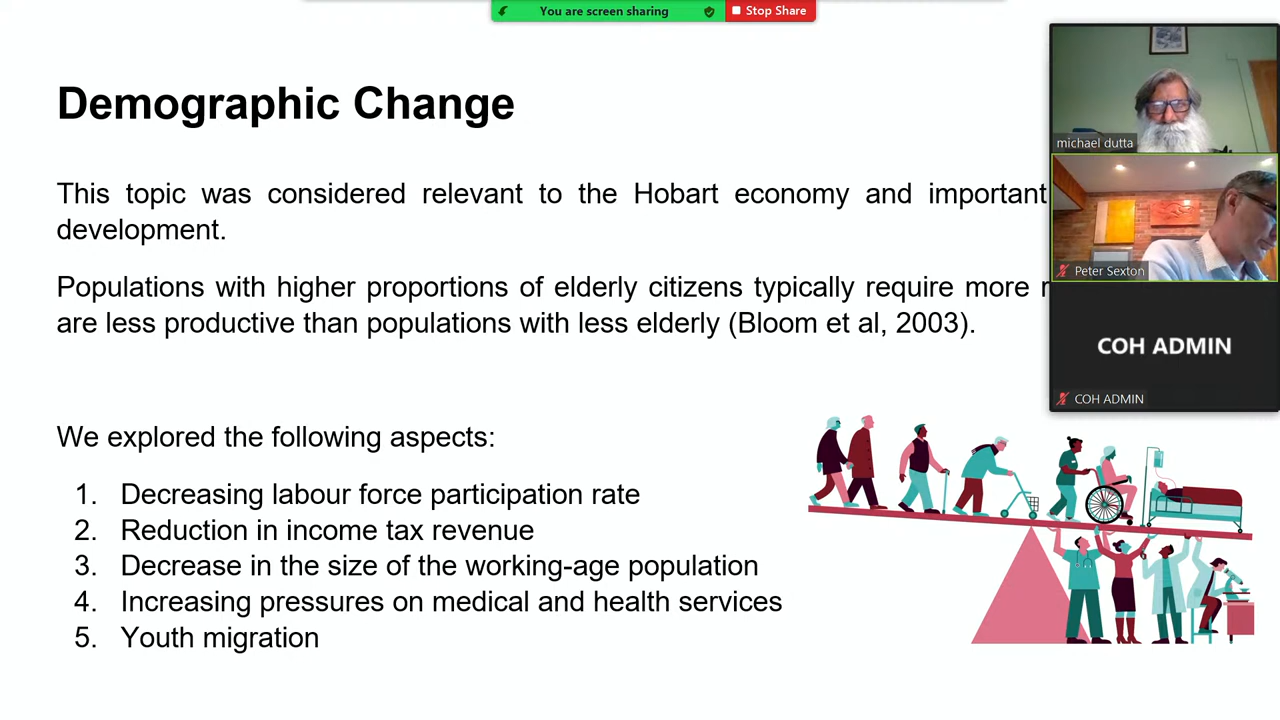 You are screen sharing
Stop Share
Demographic Change
This topic was considered relevant to the Hobart economy and important
development.
Populations with higher proportions of elderly citizens typically require more
are less productive than populations with less elderly (Bloom et al, 2003).
We explored the following aspects:
1. Decreasing labour force participation rate
2. Reduction in income tax revenue
3. Decrease in the size of the working-age population
4. Increasing pressures on medical and health services
5. Youth migration
michael dutta
Peter Sexton
COH ADMIN
COH ADMIN